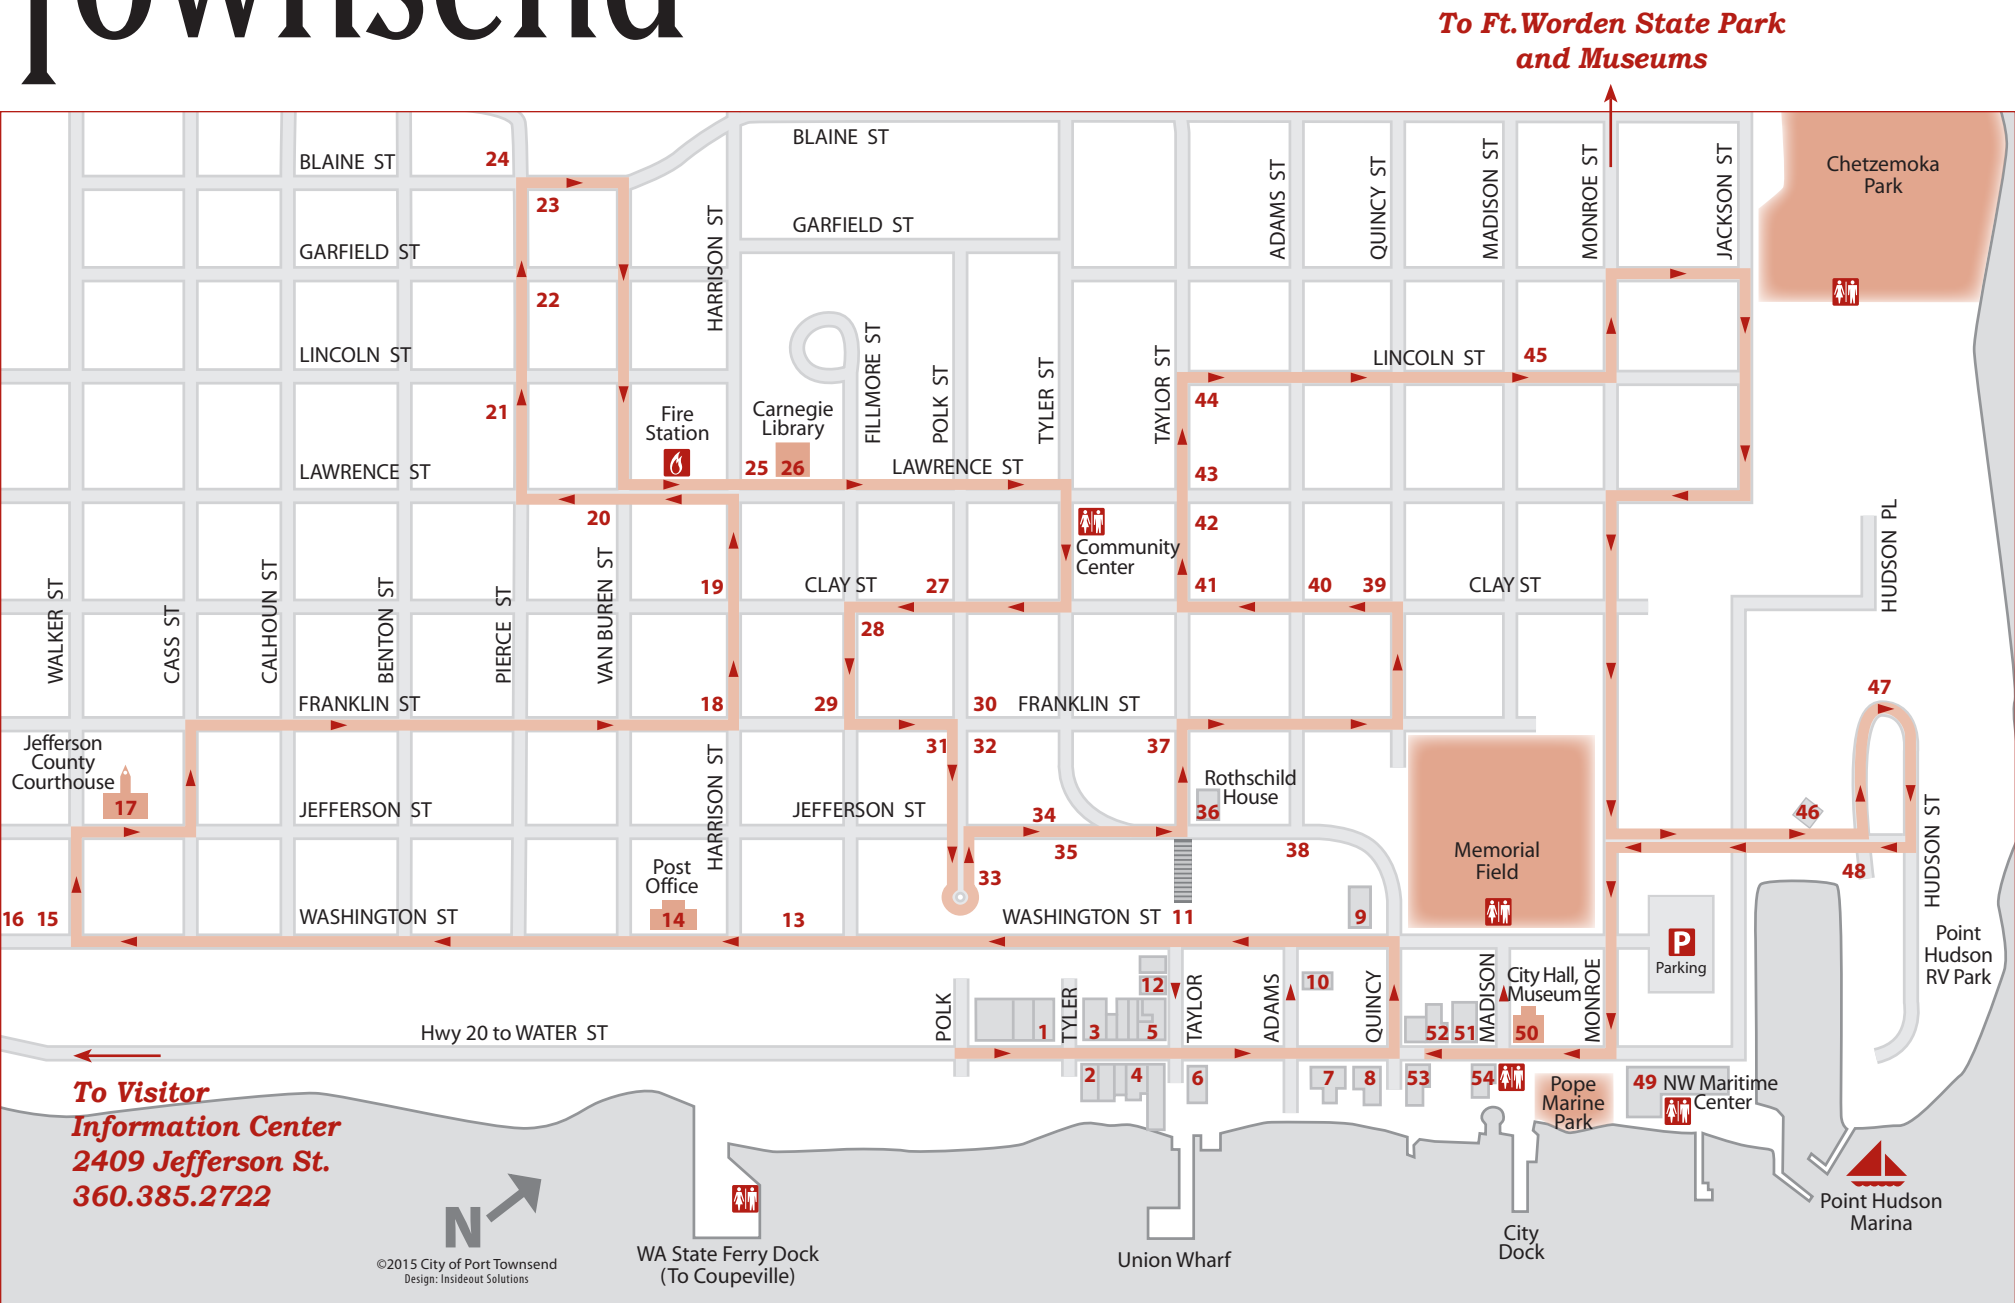 Townsend
To Ft.Worden State Park
and Museums
BLAINE ST
24
BLAINE ST
23
GARFIELD ST
GARFIELD ST
22
HARRISON ST
ADAMS ST
QUINCY ST
MADISON ST
MONROE ST
JACKSON ST
Chetzemoka
Park
LINCOLN ST
LINCOLN ST
45
21
Fire
Station
Carnegie
Library
FILLMORE ST
POLK ST
TYLER ST
TAYLOR ST
44
LAWRENCE ST
25
26
LAWRENCE ST
43
20
42
Community
Center
WALKER ST
CASS ST
CALHOUN ST
BENTON ST
PIERCE ST
VAN BUREN ST
19
CLAY ST
27
41
40
39
CLAY ST
HUDSON PL
28
FRANKLIN ST
18
29
30
FRANKLIN ST
47
Jefferson
County
Courthouse
17
31
32
37
HARRISON ST
Rothschild
House
36
JEFFERSON ST
JEFFERSON ST
34
35
38
46
Memorial
Field
48
HUDSON ST
Post
Office
14
33
16
15
WASHINGTON ST
13
WASHINGTON ST
11
9
P
Parking
Point
Hudson
RV Park
POLK
TYLER
12
TAYLOR
ADAMS
10
QUINCY
MADISON
City Hall,
Museum
MONROE
Hwy 20 to WATER ST
1
3
5
52
51
50
2
4
6
7
8
53
54
Pope
Marine
Park
49
NW Maritime
Center
To Visitor
Information Center
2409 Jefferson St.
360.385.2722
N
©2015 City of Port Townsend
Design: Insideout Solutions
WA State Ferry Dock
(To Coupeville)
Union Wharf
City
Dock
Point Hudson
Marina